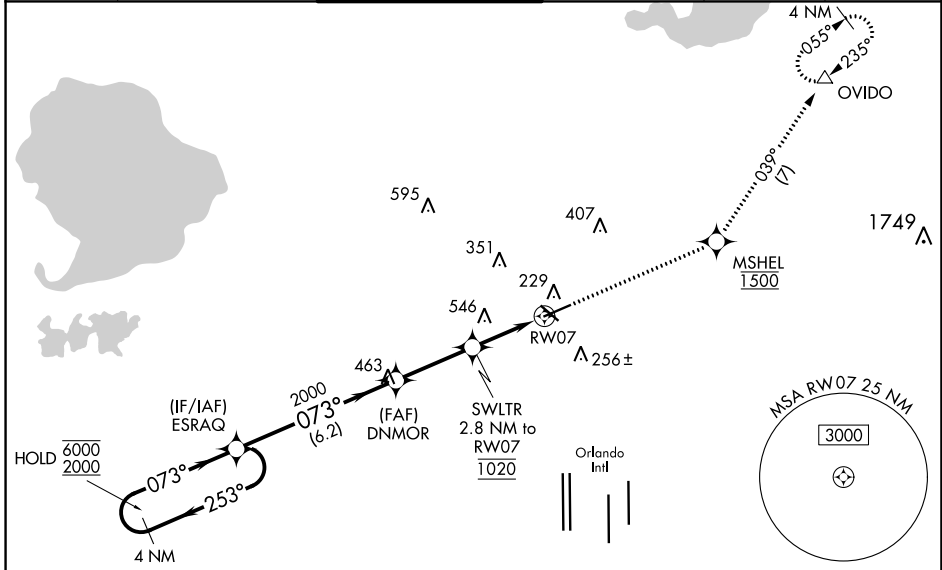 4 NM
055°
235°
OVIDO
039°
(7)
595
407
1749
351
MSHEL
1500
229
546
RW07
256±
463
2000
073°
(6.2)
(FAF)
DNMOR
SWLTR
2.8 NM to
RW07
1020
(IF/IAF)
ESRAQ
HOLD 6000
2000
073°
253°
4 NM
Orlando
Intl
MSA RW07 25 NM
3000